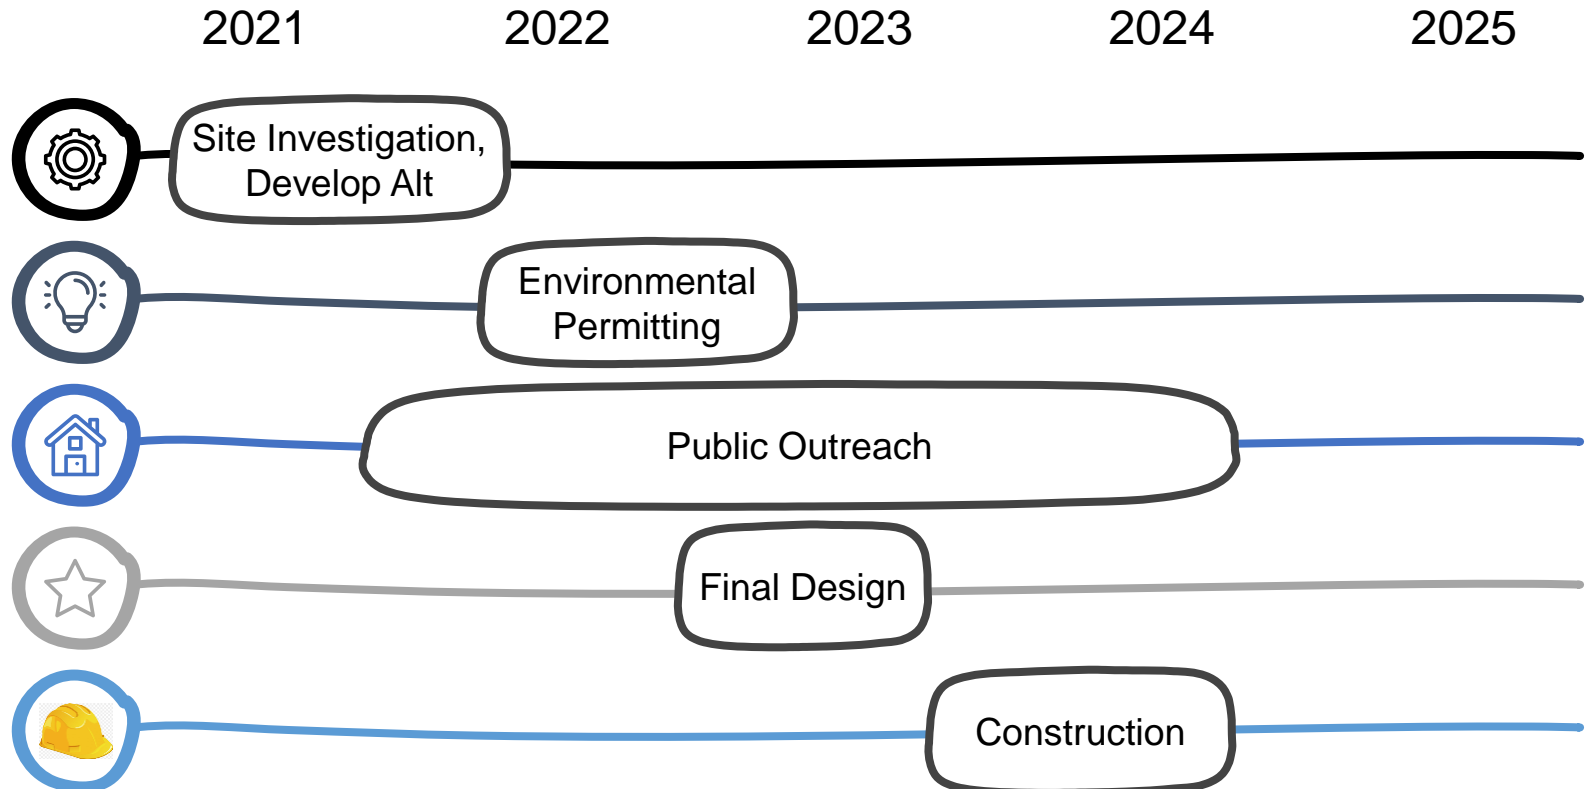 2021 2022 2023 2024 2025
Site Investigation,
Develop Alt
Environmental
Permitting
Public Outreach
Final Design
Construction